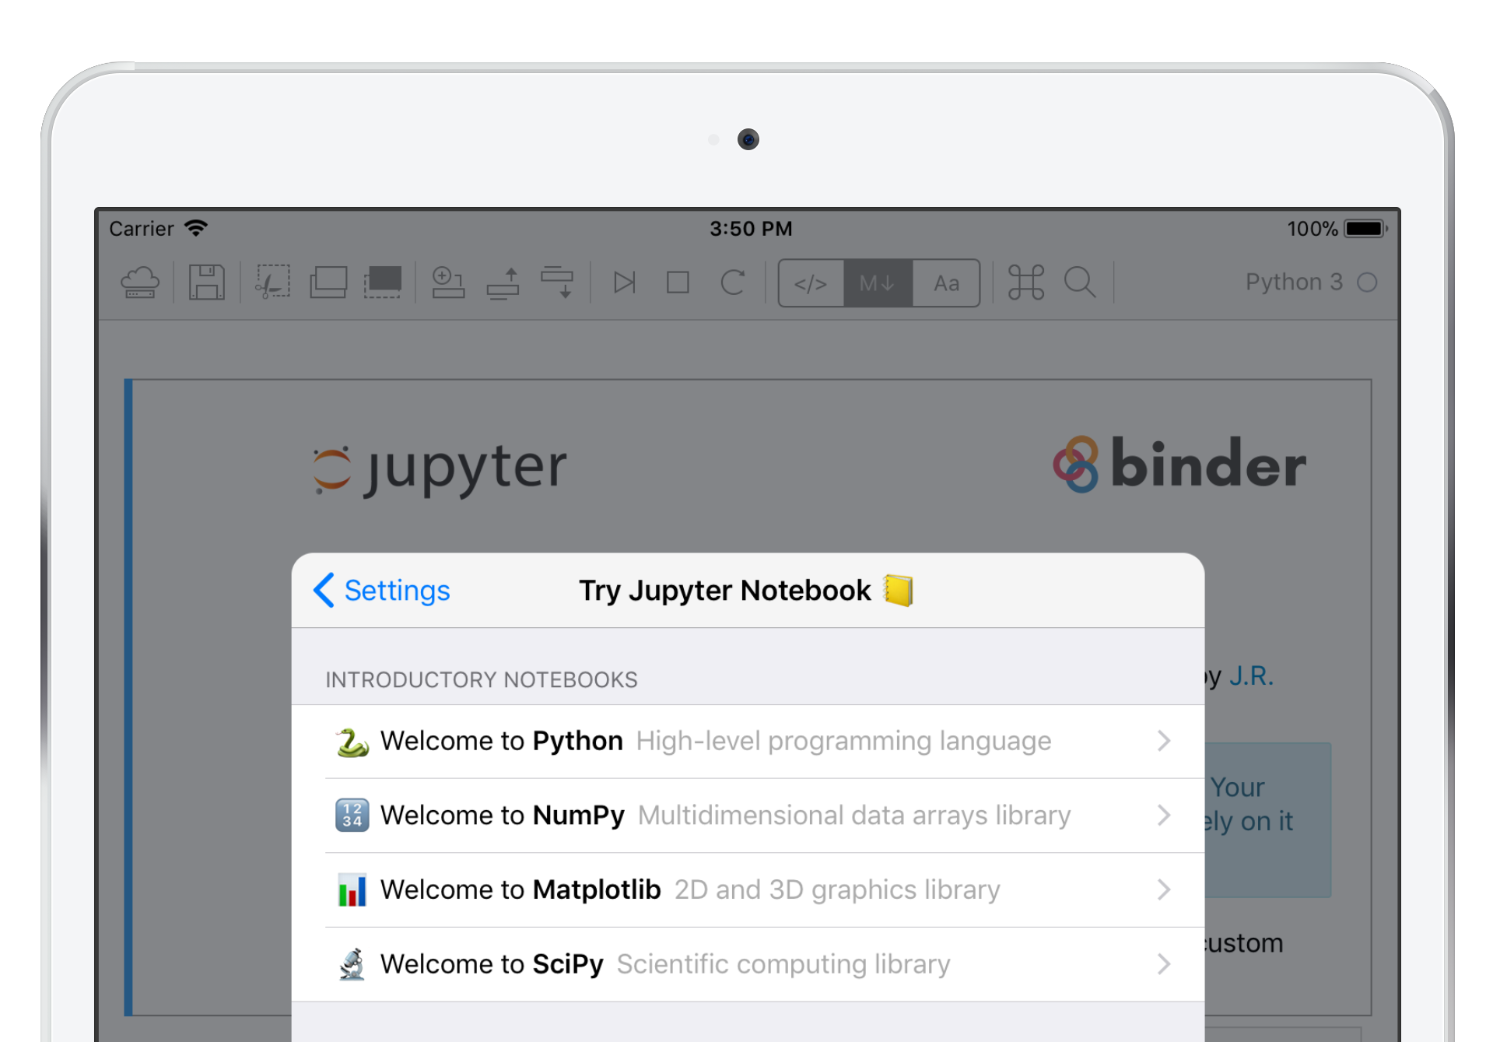 Carrier 3:50 PM 100%
</> M↓ Aa Python 3
jupyter binder
Settings Try Jupyter Notebook
INTRODUCTORY NOTEBOOKS
by J.R.
Welcome to Python High-level programming language
Your
Welcome to NumPy Multidimensional data arrays library
ely on it
Welcome to Matplotlib 2D and 3D graphics library
custom
Welcome to SciPy Scientific computing library